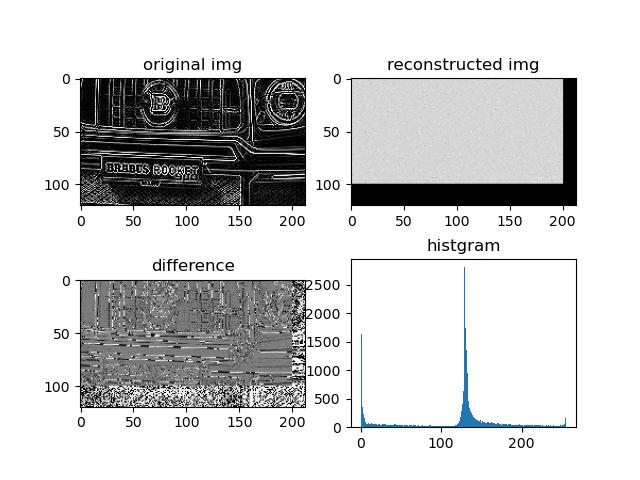 original img
0
50
100
0 50 100 150 200
BRABUS ROCKET
B
reconstructed img
0
50
100
0 50 100 150 200
difference
0
50
100
0 50 100 150 200
histgram
2500
2000
1500
1000
500
0
0 100 200